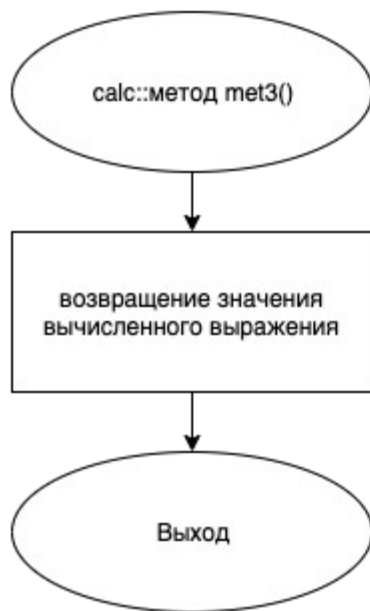 calc::метод met3()
возвращение значения
вычисленного выражения
Выход